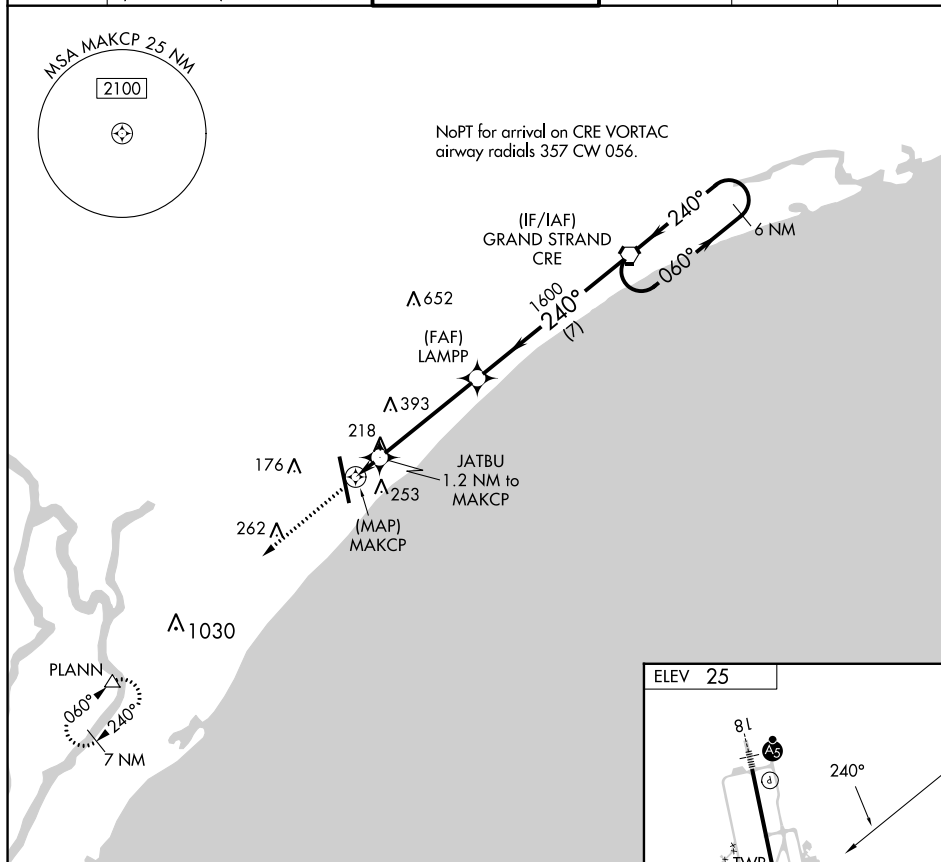 MSA MAKCP 25 NM
2100
NoPT for arrival on CRE VORTAC
airway radials 357 CW 056.
(IF/IAF)
GRAND STRAND
CRE
240°
6 NM
060°
1600
240°
(7)
652
(FAF)
LAMPP
393
218
176
JATBU
1.2 NM to
MAKCP
253
262
(MAP)
MAKCP
1030
PLANN
060°
240°
7 NM
ELEV 25
18
A5
P
240°
TWR